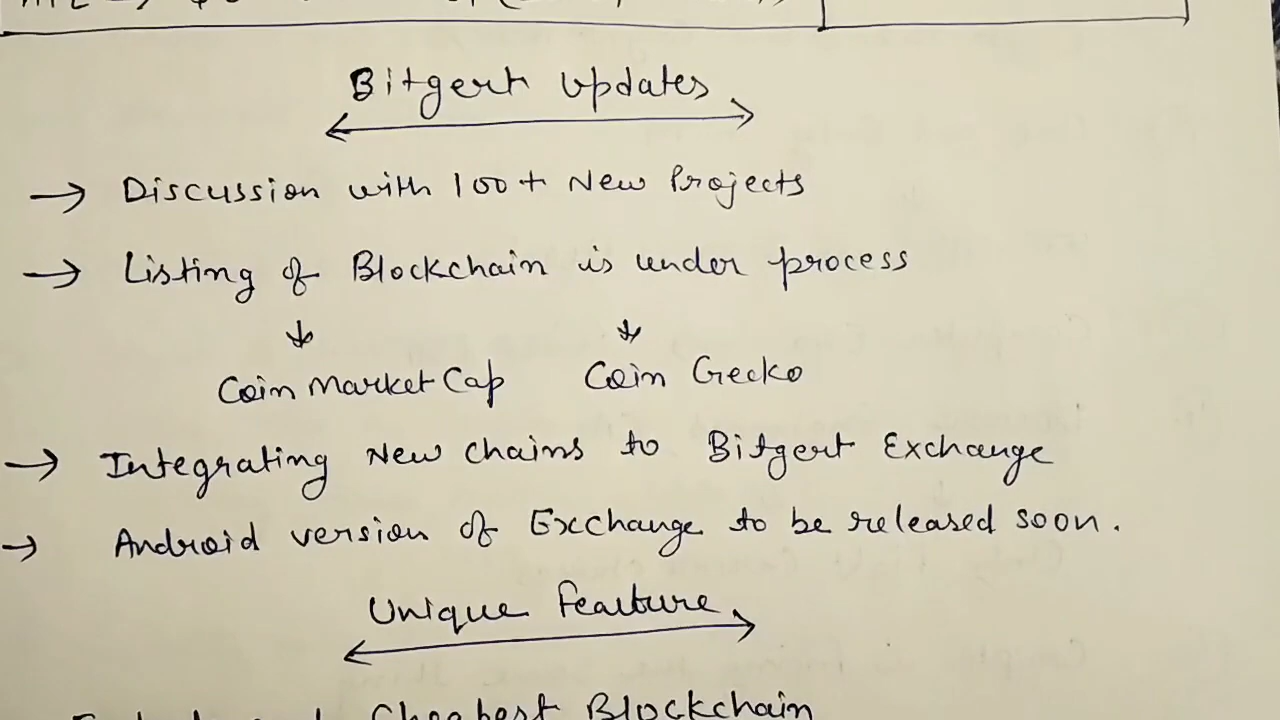 Bitgert Updates
→ Discussion with 100+ New Projects
→ Listing of Blockchain is under process
↓ ↓
Coin Market Cap Coin Gecko
→ Integrating New chains to Bitgert Exchange
→ Android version of Exchange to be released soon.
Unique Feature
Cheapest Blockchain